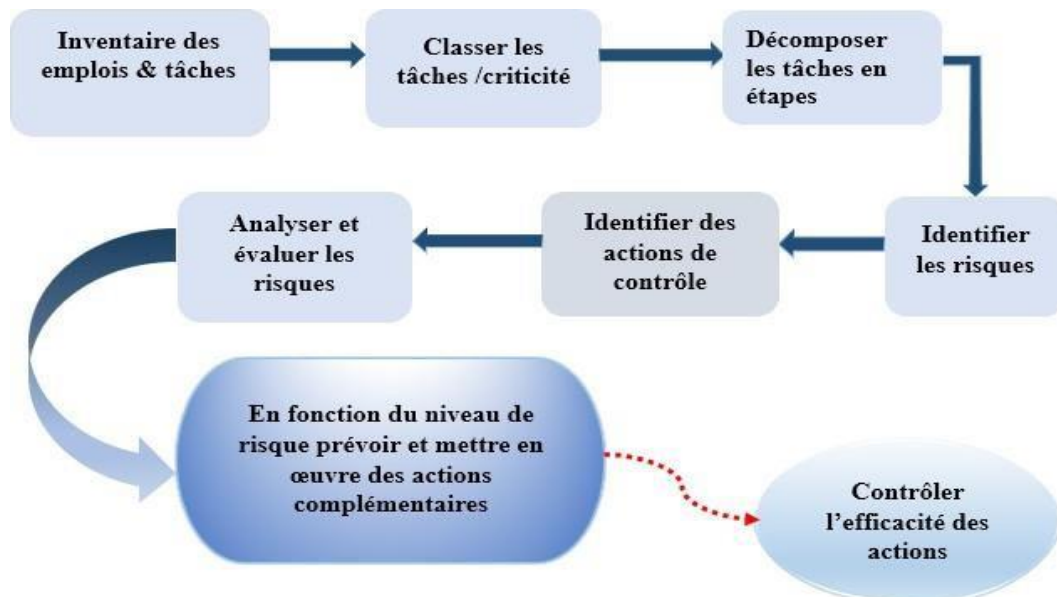 Inventaire des
emplois & tâches
Classer les
tâches /criticité
Décomposer
les tâches en
étapes
Identifier
les risques
Identifier des
actions de
contrôle
Analyser et
évaluer les
risques
En fonction du niveau de
risque prévoir et mettre en
œuvre des actions
complémentaires
Contrôler
l’efficacité des
actions